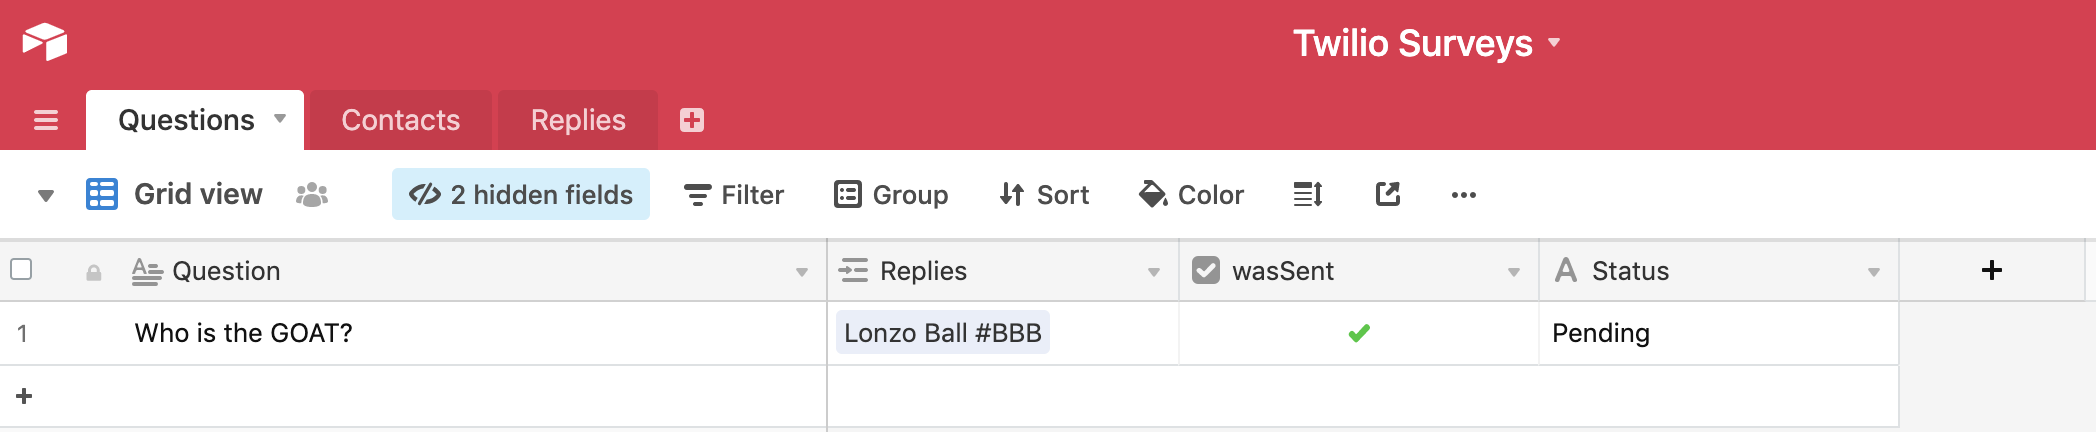 Twilio Surveys
Questions Contacts Replies
Grid view 2 hidden fields Filter Group Sort Color
Question Replies wasSent Status
1 Who is the GOAT? Lonzo Ball #BBB Pending